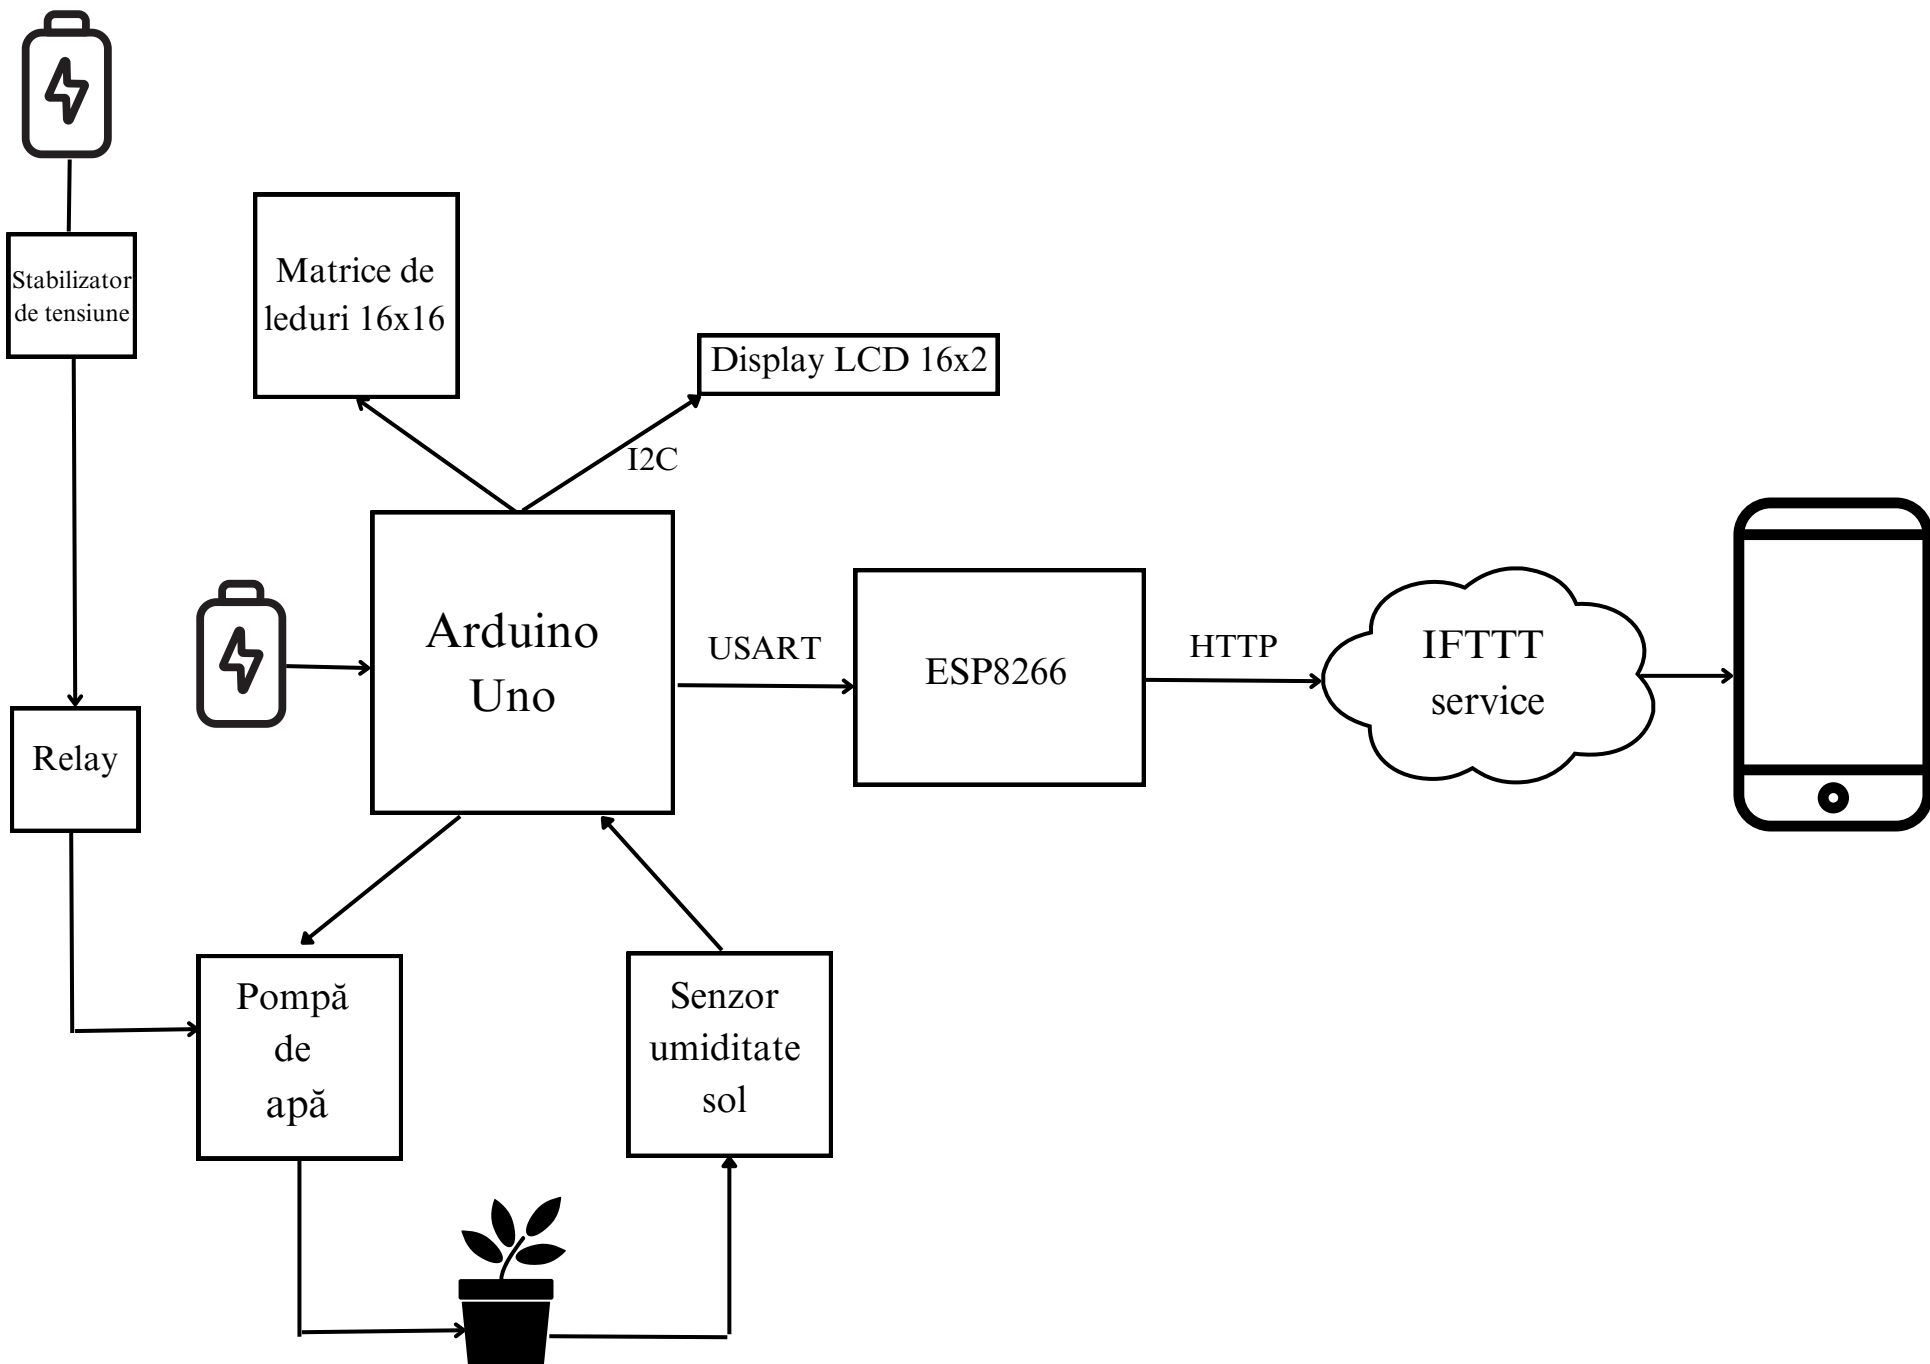 Stabilizator
de tensiune
Matrice de
leduri 16x16
Display LCD 16x2
I2C
Arduino
Uno
USART
ESP8266
HTTP
IFTTT
service
Relay
Pompă
de
apă
Senzor
umiditate
sol